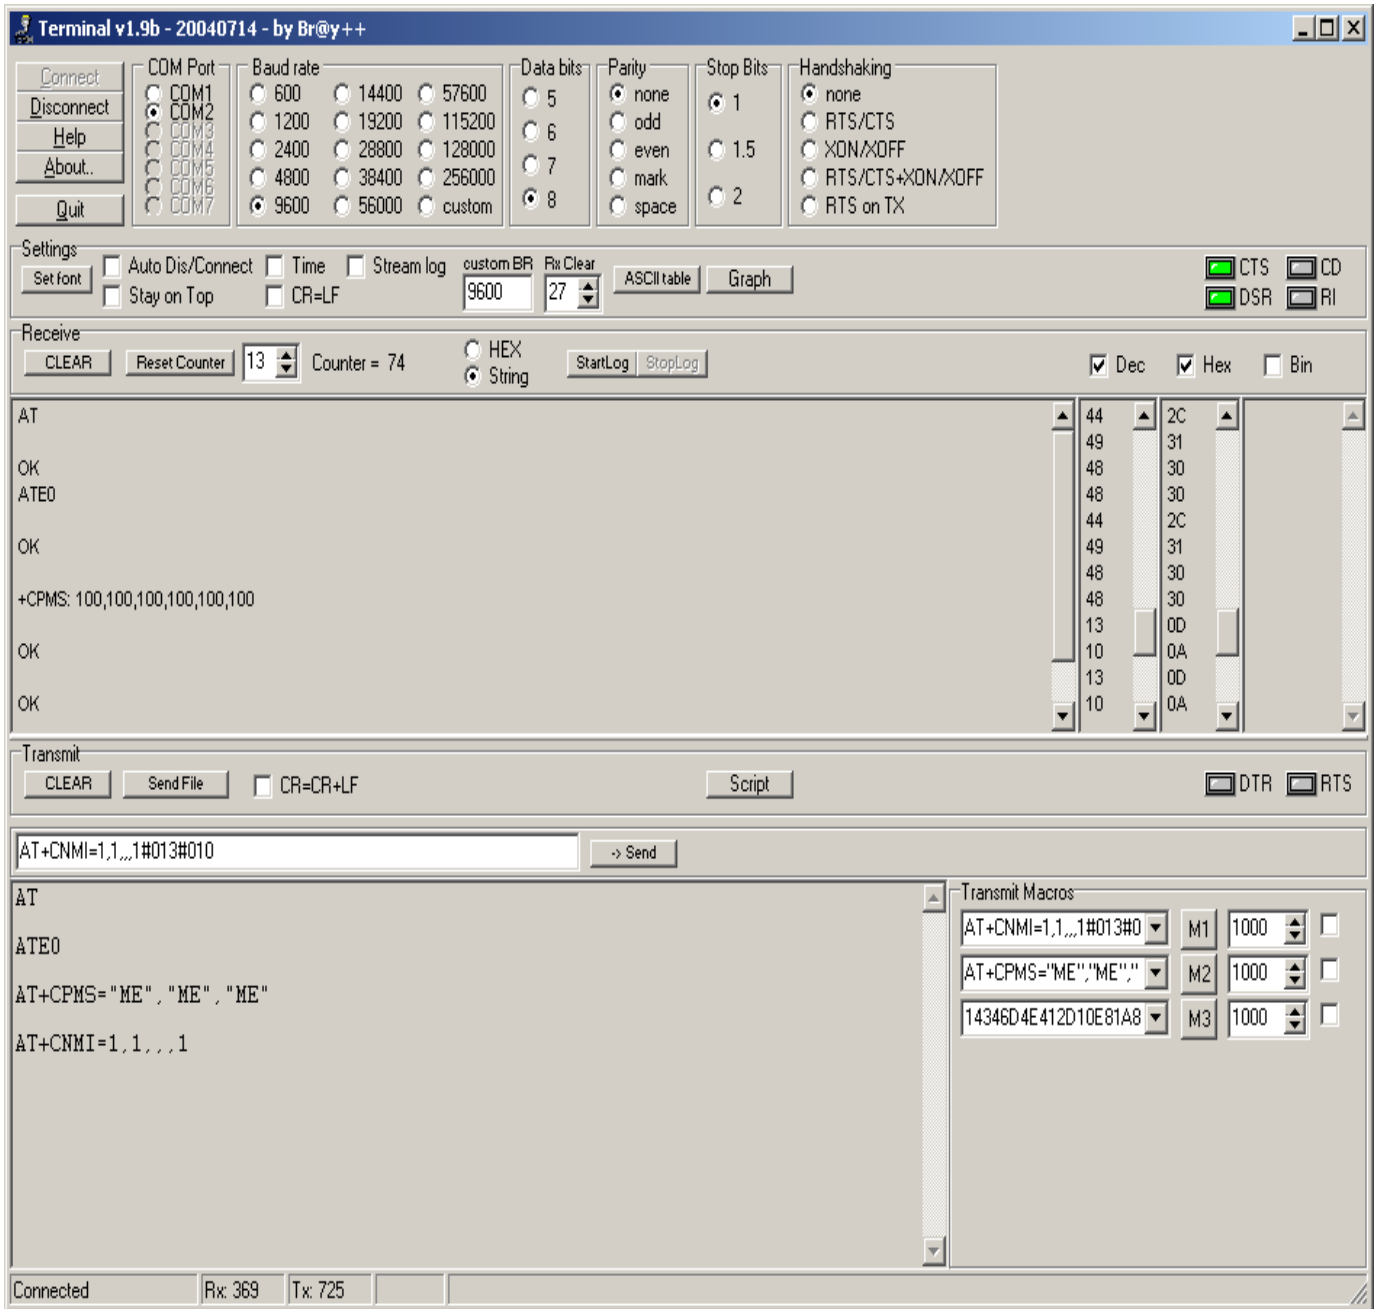 Terminal v1.9b - 20040714 - by Br@y++
Connect
Disconnect
Help
About..
Quit
COM Port
COM1
COM2
COM3
COM4
COM5
COM6
COM7
Baud rate
600 14400 57600
1200 19200 115200
2400 28800 128000
4800 38400 256000
9600 56000 custom
Data bits
5
6
7
8
Parity
none
odd
even
mark
space
Stop Bits
1
1.5
2
Handshaking
none
RTS/CTS
XON/XOFF
RTS/CTS+XON/XOFF
RTS on TX
Settings
Set font
Auto Dis/Connect Time Stream log
Stay on Top CR=LF
custom BR
9600
Rx Clear
27
ASCII table
Graph
CTS CD
DSR RI
Receive
CLEAR
Reset Counter
13
Counter = 74
HEX
String
StartLog StopLog
Dec Hex Bin
AT
OK
ATE0
OK
+CPMS: 100,100,100,100,100,100
OK
OK
44
49
48
48
44
49
48
48
13
10
13
10
2C
31
30
30
2C
31
30
30
0D
0A
0D
0A
Transmit
CLEAR
Send File
CR=CR+LF
Script
DTR RTS
AT+CNMI=1,1,,,1#013#010
-> Send
AT
ATE0
AT+CPMS="ME","ME","ME"
AT+CNMI=1,1,,,1
Transmit Macros
AT+CNMI=1,1,,,1#013#0 M1 1000
AT+CPMS="ME","ME"," M2 1000
14346D4E412D10E81A8 M3 1000
Connected Rx: 369 Tx: 725